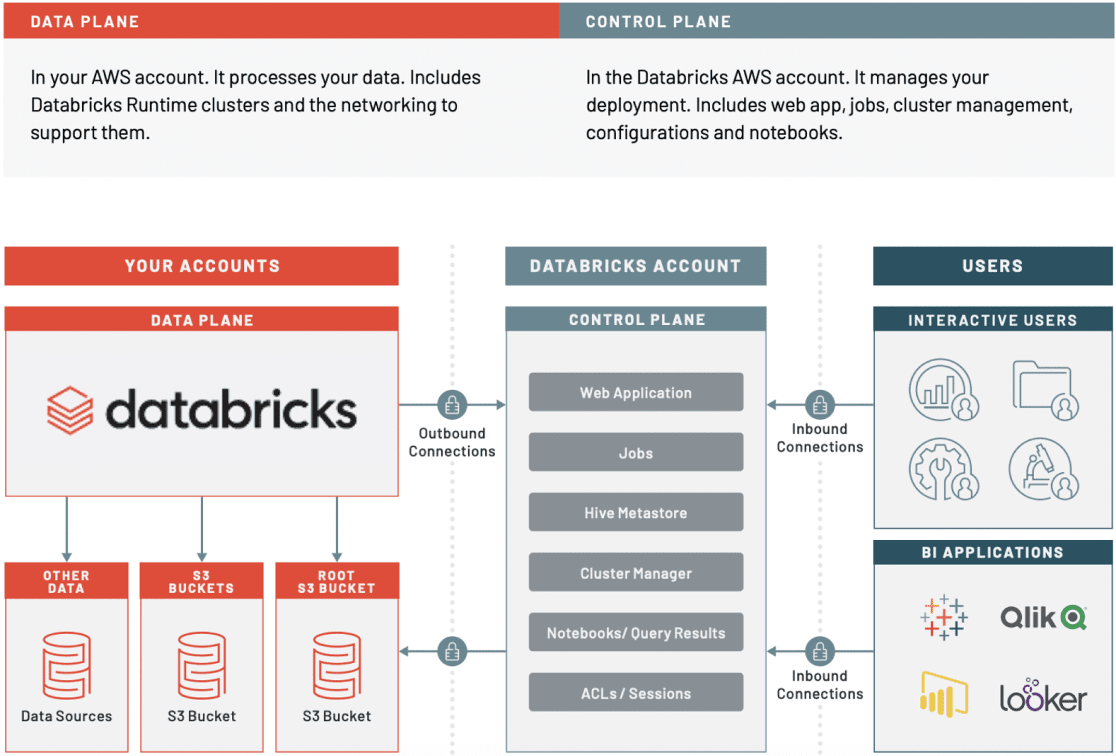 DATA PLANE
In your AWS account. It processes your data. Includes
Databricks Runtime clusters and the networking to
support them.
CONTROL PLANE
In the Databricks AWS account. It manages your
deployment. Includes web app, jobs, cluster management,
configurations and notebooks.
YOUR ACCOUNTS
DATA PLANE
databricks
OTHER
DATA
Data Sources
S3
BUCKETS
S3 Bucket
ROOT
S3 BUCKET
S3 Bucket
Outbound
Connections
DATABRICKS ACCOUNT
CONTROL PLANE
Web Application
Jobs
Hive Metastore
Cluster Manager
Notebooks/ Query Results
ACLs / Sessions
Inbound
Connections
Inbound
Connections
USERS
INTERACTIVE USERS
BI APPLICATIONS
Qlik
looker